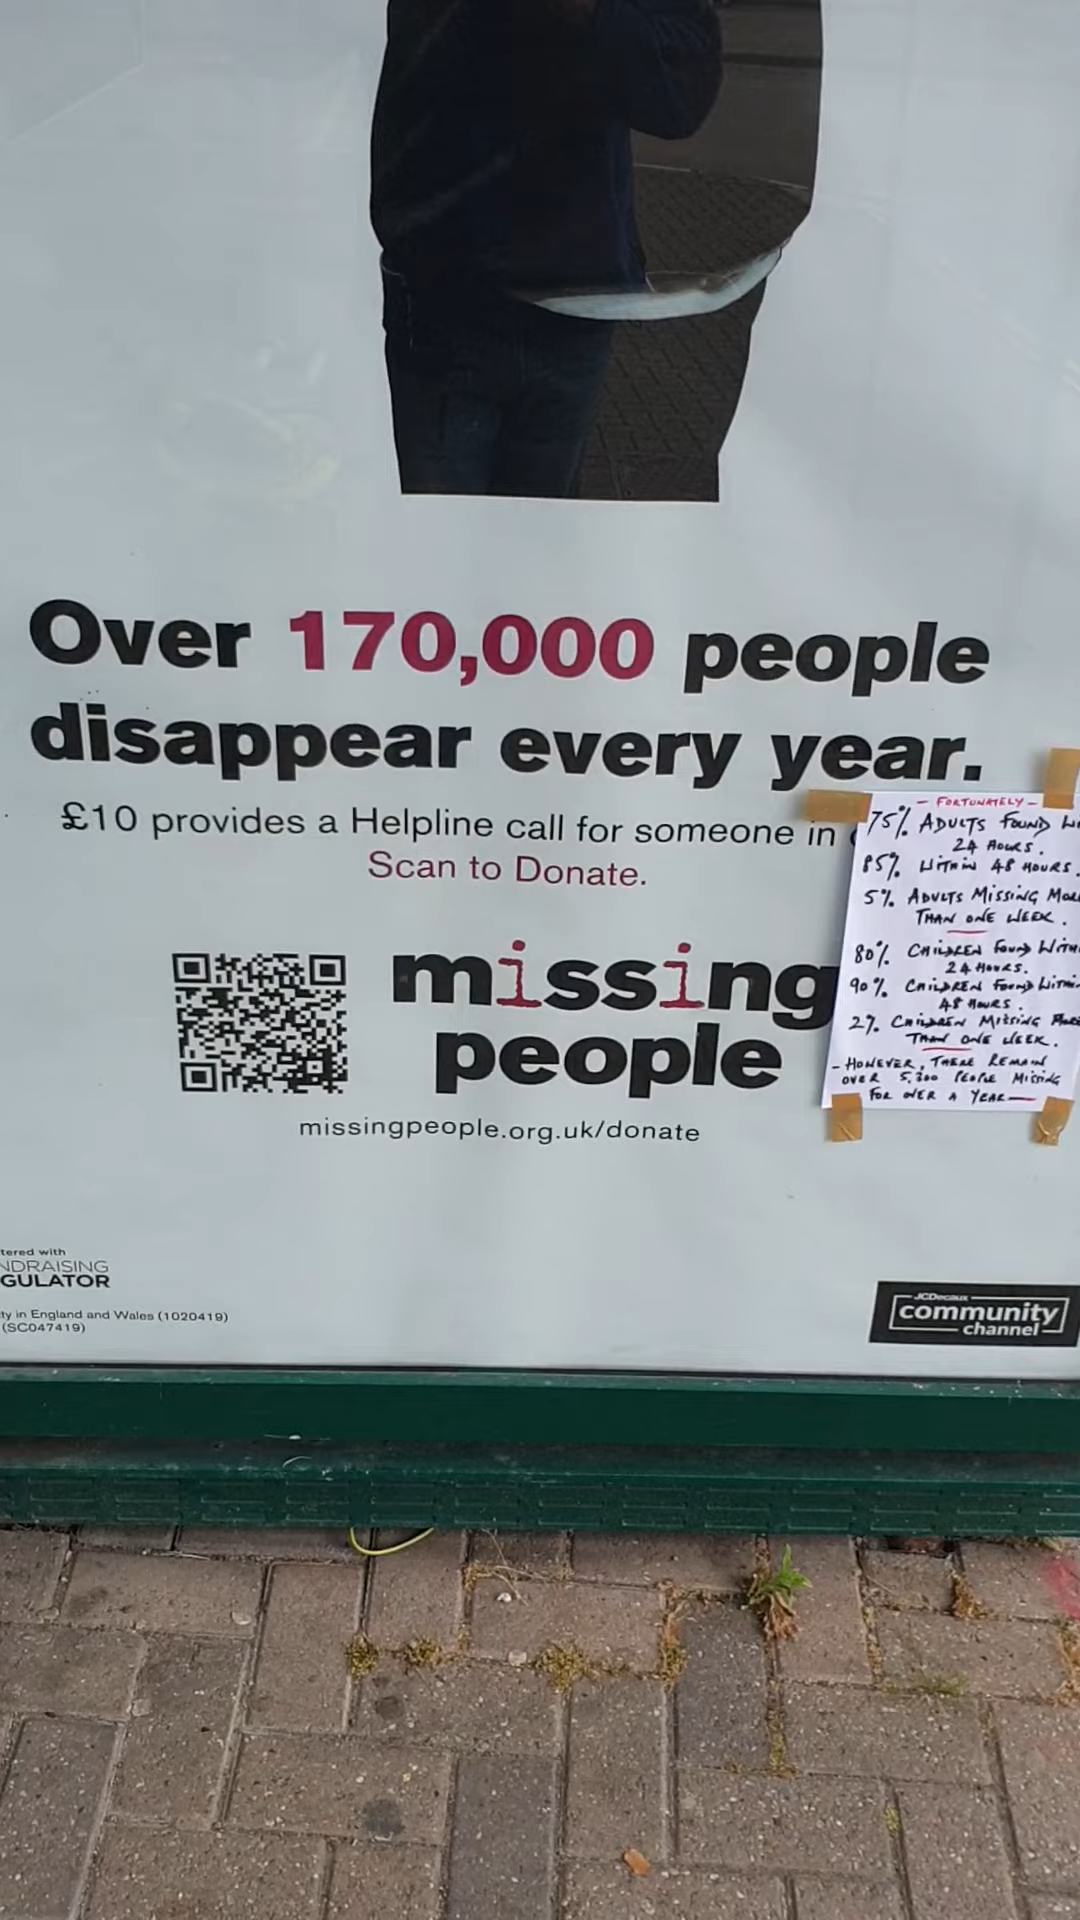 Over 170,000 people
disappear every year.
£10 provides a Helpline call for someone in
Scan to Donate.
missing
people
missingpeople.org.uk/donate
- FORTUNATELY -
75% ADULTS FOUND
24 HOURS.
85% WITHIN 48 HOURS.
5% ADULTS MISSING
THAN ONE WEEK.
80% CHILDREN FOUND
24 HOURS.
90% CHILDREN FOUND
48 HOURS.
2% CHILDREN MISSING
THAN ONE WEEK.
- HOWEVER, THERE REMAIN
OVER 5,300 PEOPLE MISSING
FOR OVER A YEAR -
tered with
NDRAISING
GULATOR
ty in England and Wales (1020419)
(SC047419)
JCDecaux
community
channel